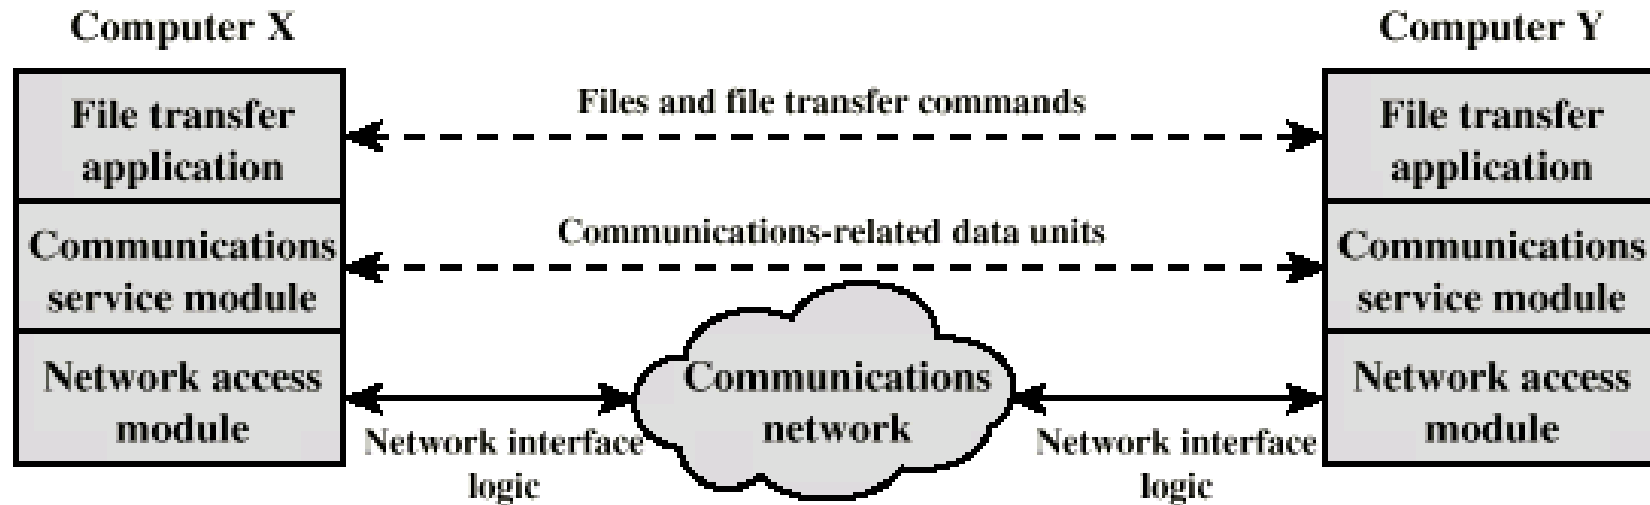 Computer X
Computer Y
File transfer
application
Files and file transfer commands
File transfer
application
Communications
service module
Communications-related data units
Communications
service module
Network access
module
Network interface
logic
Communications
network
Network interface
logic
Network access
module